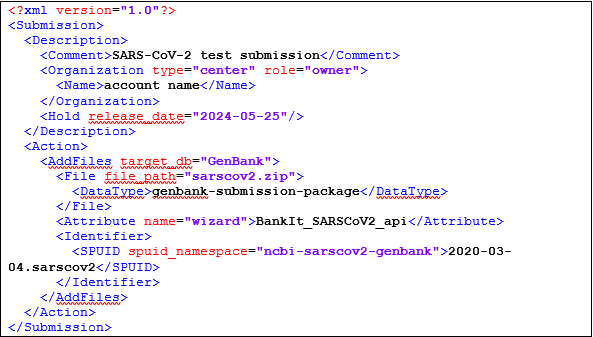 <?xml version="1.0"?>
<Submission>
<Description>
<Comment>SARS-CoV-2 test submission</Comment>
<Organization type="center" role="owner">
<Name>account name</Name>
</Organization>
<Hold release_date="2024-05-25"/>
</Description>
<Action>
<AddFiles target_db="GenBank">
<File file_path="sarscov2.zip">
<DataType>genbank-submission-package</DataType>
</File>
<Attribute name="wizard">BankIt_SARSCoV2_api</Attribute>
<Identifier>
<SPUID spuid_namespace="ncbi-sarscov2-genbank">2020-03-
04.sarscov2</SPUID>
</Identifier>
</AddFiles>
</Action>
</Submission>